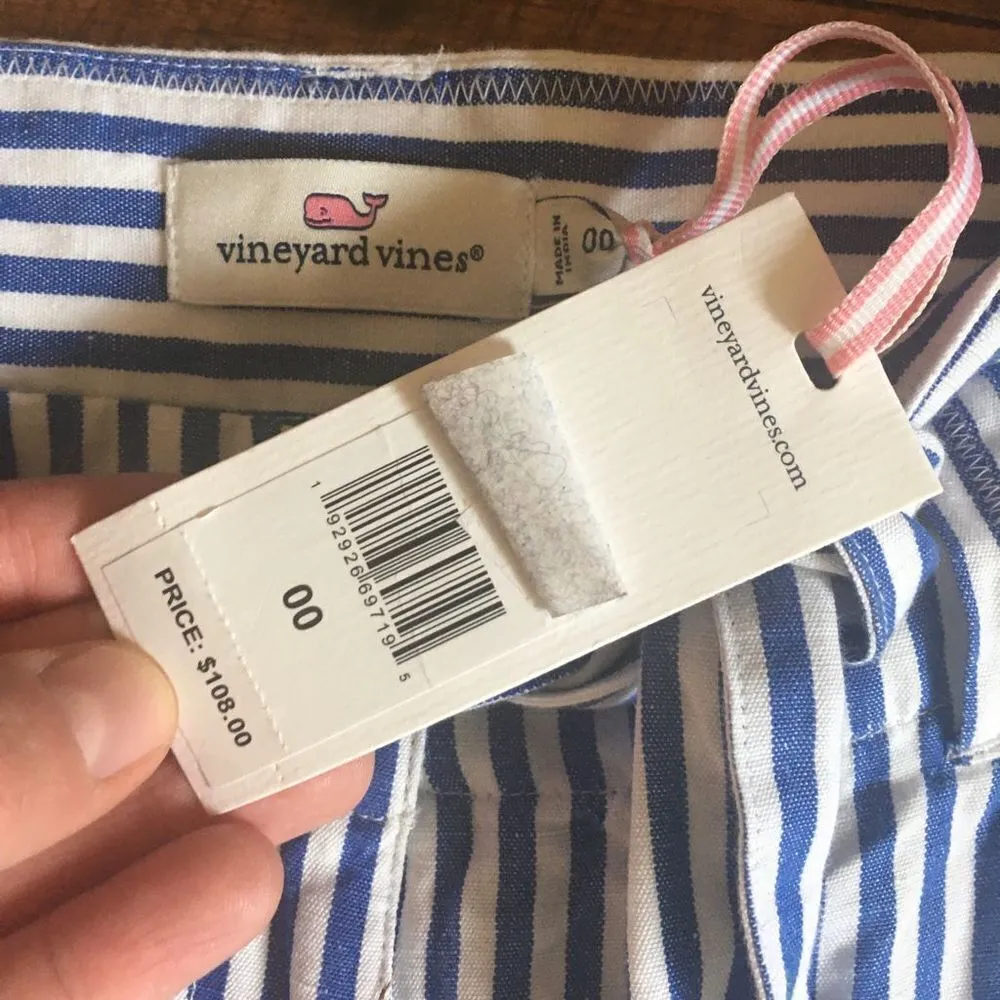 vineyard vines®
MADE IN
INDIA
00
vineyardvines.com
1 92926 69719 5
00
PRICE: $108.00